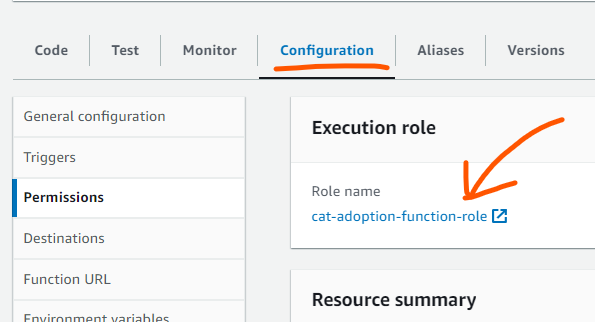 Code Test Monitor Configuration Aliases Versions
General configuration
Triggers
Permissions
Destinations
Function URL
Environment variables
Execution role
Role name
cat-adoption-function-role
Resource summary